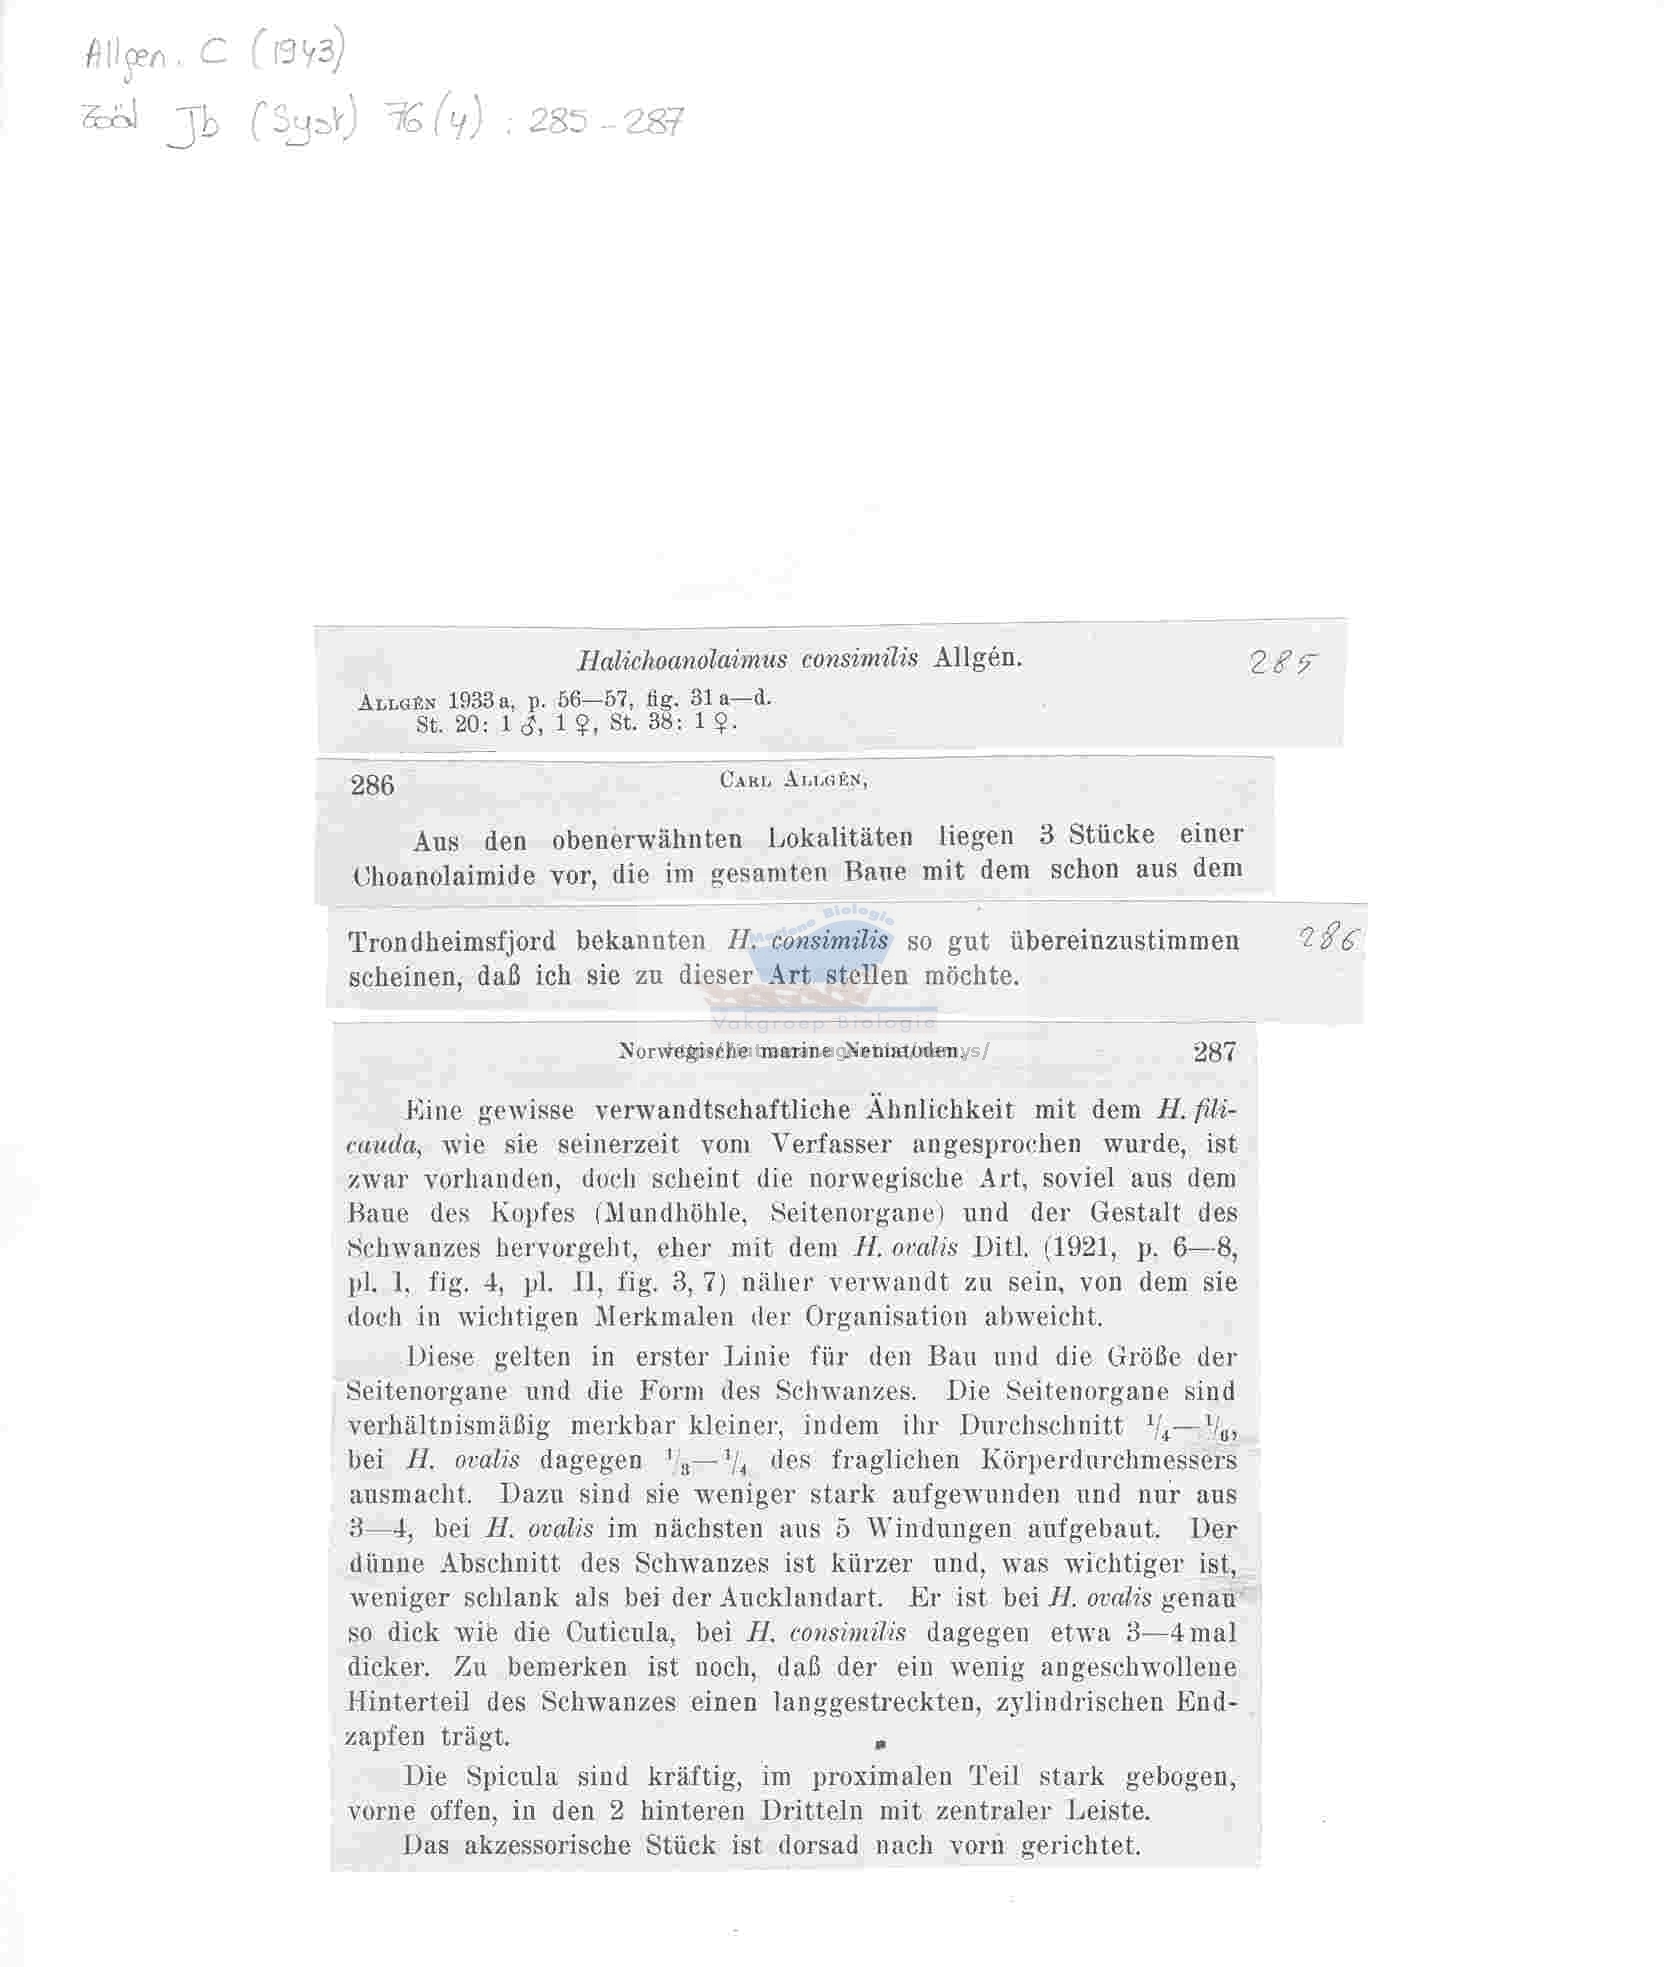 Allgen. C (1943)
Zoöl Jb (Syst) 76(4) : 285-287
Halichoanolaimus consimilis Allgén.
285
ALLGÉN 1933a, p. 56—57, fig. 31a—d.
St. 20: 1 ♂, 1 ♀, St. 38: 1 ♀.
286 CARL ALLGÉN,
Aus den obenerwähnten Lokalitäten liegen 3 Stücke einer
Choanolaimide vor, die im gesamten Baue mit dem schon aus dem
Trondheimsfjord bekannten H. consimilis so gut übereinzustimmen
286
scheinen, daß ich sie zu dieser Art stellen möchte.
Mariene Biologie
Vakgroep Biologie
Norwegische marine Nematoden. 287
Eine gewisse verwandtschaftliche Ähnlichkeit mit dem H. fili-
cauda, wie sie seinerzeit vom Verfasser angesprochen wurde, ist
zwar vorhanden, doch scheint die norwegische Art, soviel aus dem
Baue des Kopfes (Mundhöhle, Seitenorgane) und der Gestalt des
Schwanzes hervorgeht, eher mit dem H. ovalis Ditl. (1921, p. 6—8,
pl. I, fig. 4, pl. II, fig. 3, 7) näher verwandt zu sein, von dem sie
doch in wichtigen Merkmalen der Organisation abweicht.
Diese gelten in erster Linie für den Bau und die Größe der
Seitenorgane und die Form des Schwanzes. Die Seitenorgane sind
verhältnismäßig merkbar kleiner, indem ihr Durchschnitt 1/4—1/6,
bei H. ovalis dagegen 1/3—1/4 des fraglichen Körperdurchmessers
ausmacht. Dazu sind sie weniger stark aufgewunden und nur aus
3—4, bei H. ovalis im nächsten aus 5 Windungen aufgebaut. Der
dünne Abschnitt des Schwanzes ist kürzer und, was wichtiger ist,
weniger schlank als bei der Aucklandart. Er ist bei H. ovalis genau
so dick wie die Cuticula, bei H. consimilis dagegen etwa 3—4mal
dicker. Zu bemerken ist noch, daß der ein wenig angeschwollene
Hinterteil des Schwanzes einen langgestreckten, zylindrischen End-
zapfen trägt.
Die Spicula sind kräftig, im proximalen Teil stark gebogen,
vorne offen, in den 2 hinteren Dritteln mit zentraler Leiste.
Das akzessorische Stück ist dorsad nach vorn gerichtet.